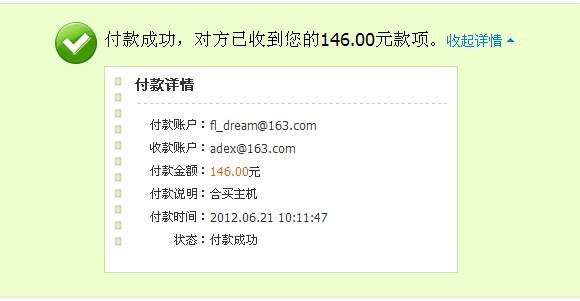 付款成功，对方已收到您的146.00元款项。收起详情
付款详情
付款账户：fl_dream@163.com
收款账户：adex@163.com
付款金额：146.00元
付款说明：合买主机
付款时间：2012.06.21 10:11:47
状态：付款成功